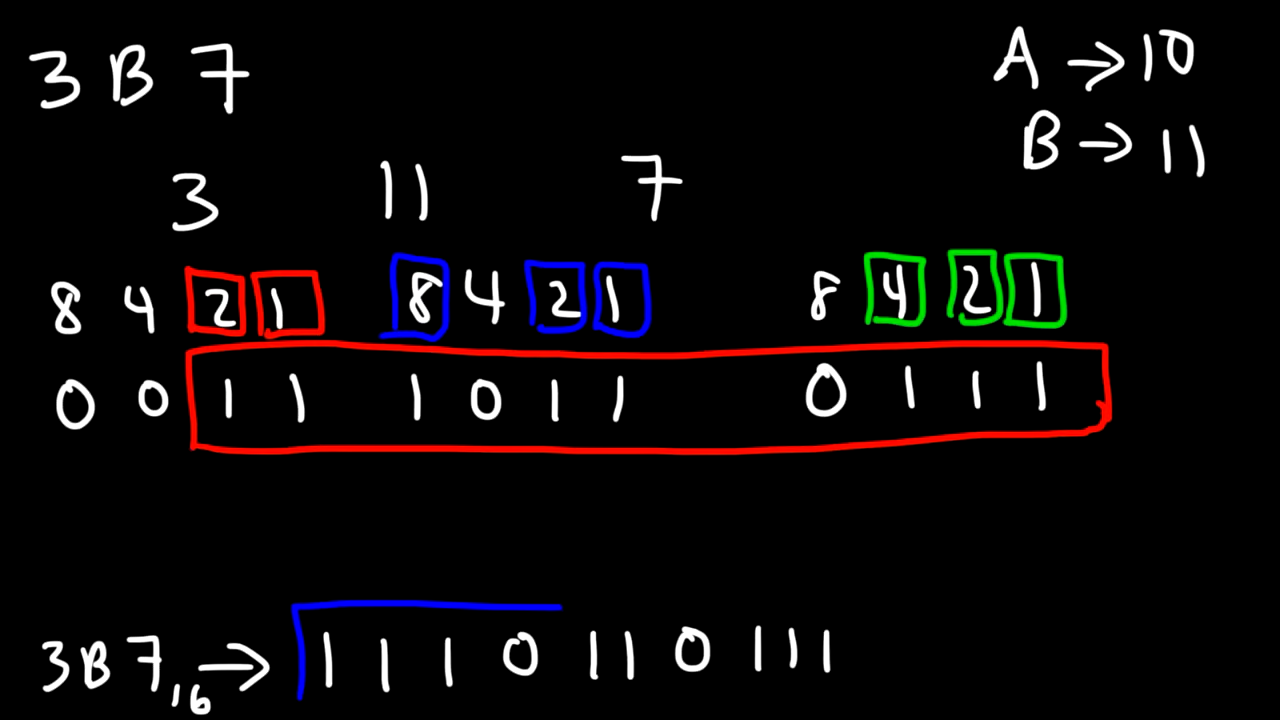 3 B 7 A → 10
B → 11
3 11 7
8 4 2 1 8 4 2 1 8 4 2 1
0 0 1 1 1 0 1 1 0 1 1 1
3B7₁₆ → 1 1 1 0 1 1 0 1 1 1